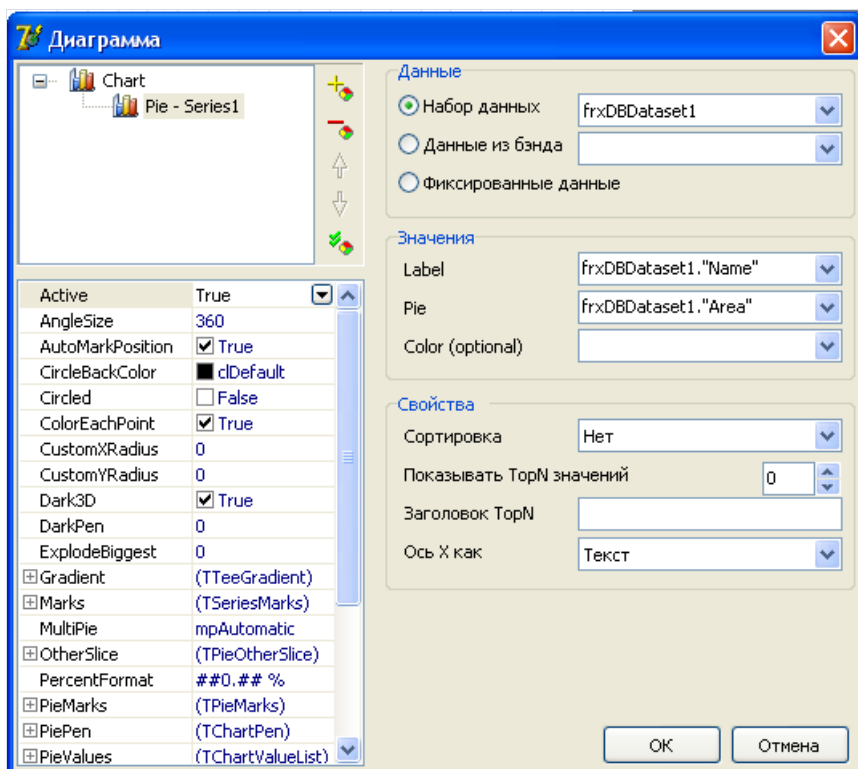 Диаграмма
Chart
Pie - Series1
Active True
AngleSize 360
AutoMarkPosition True
CircleBackColor clDefault
Circled False
ColorEachPoint True
CustomXRadius 0
CustomYRadius 0
Dark3D True
DarkPen 0
ExplodeBiggest 0
Gradient (TTeeGradient)
Marks (TSeriesMarks)
MultiPie mpAutomatic
OtherSlice (TPieOtherSlice)
PercentFormat ##0.## %
PieMarks (TPieMarks)
PiePen (TChartPen)
PieValues (TChartValueList)
Данные
Набор данных frxDBDataset1
Данные из бэнда
Фиксированные данные
Значения
Label frxDBDataset1."Name"
Pie frxDBDataset1."Area"
Color (optional)
Свойства
Сортировка Нет
Показывать TopN значений 0
Заголовок TopN
Ось X как Текст
OK Отмена